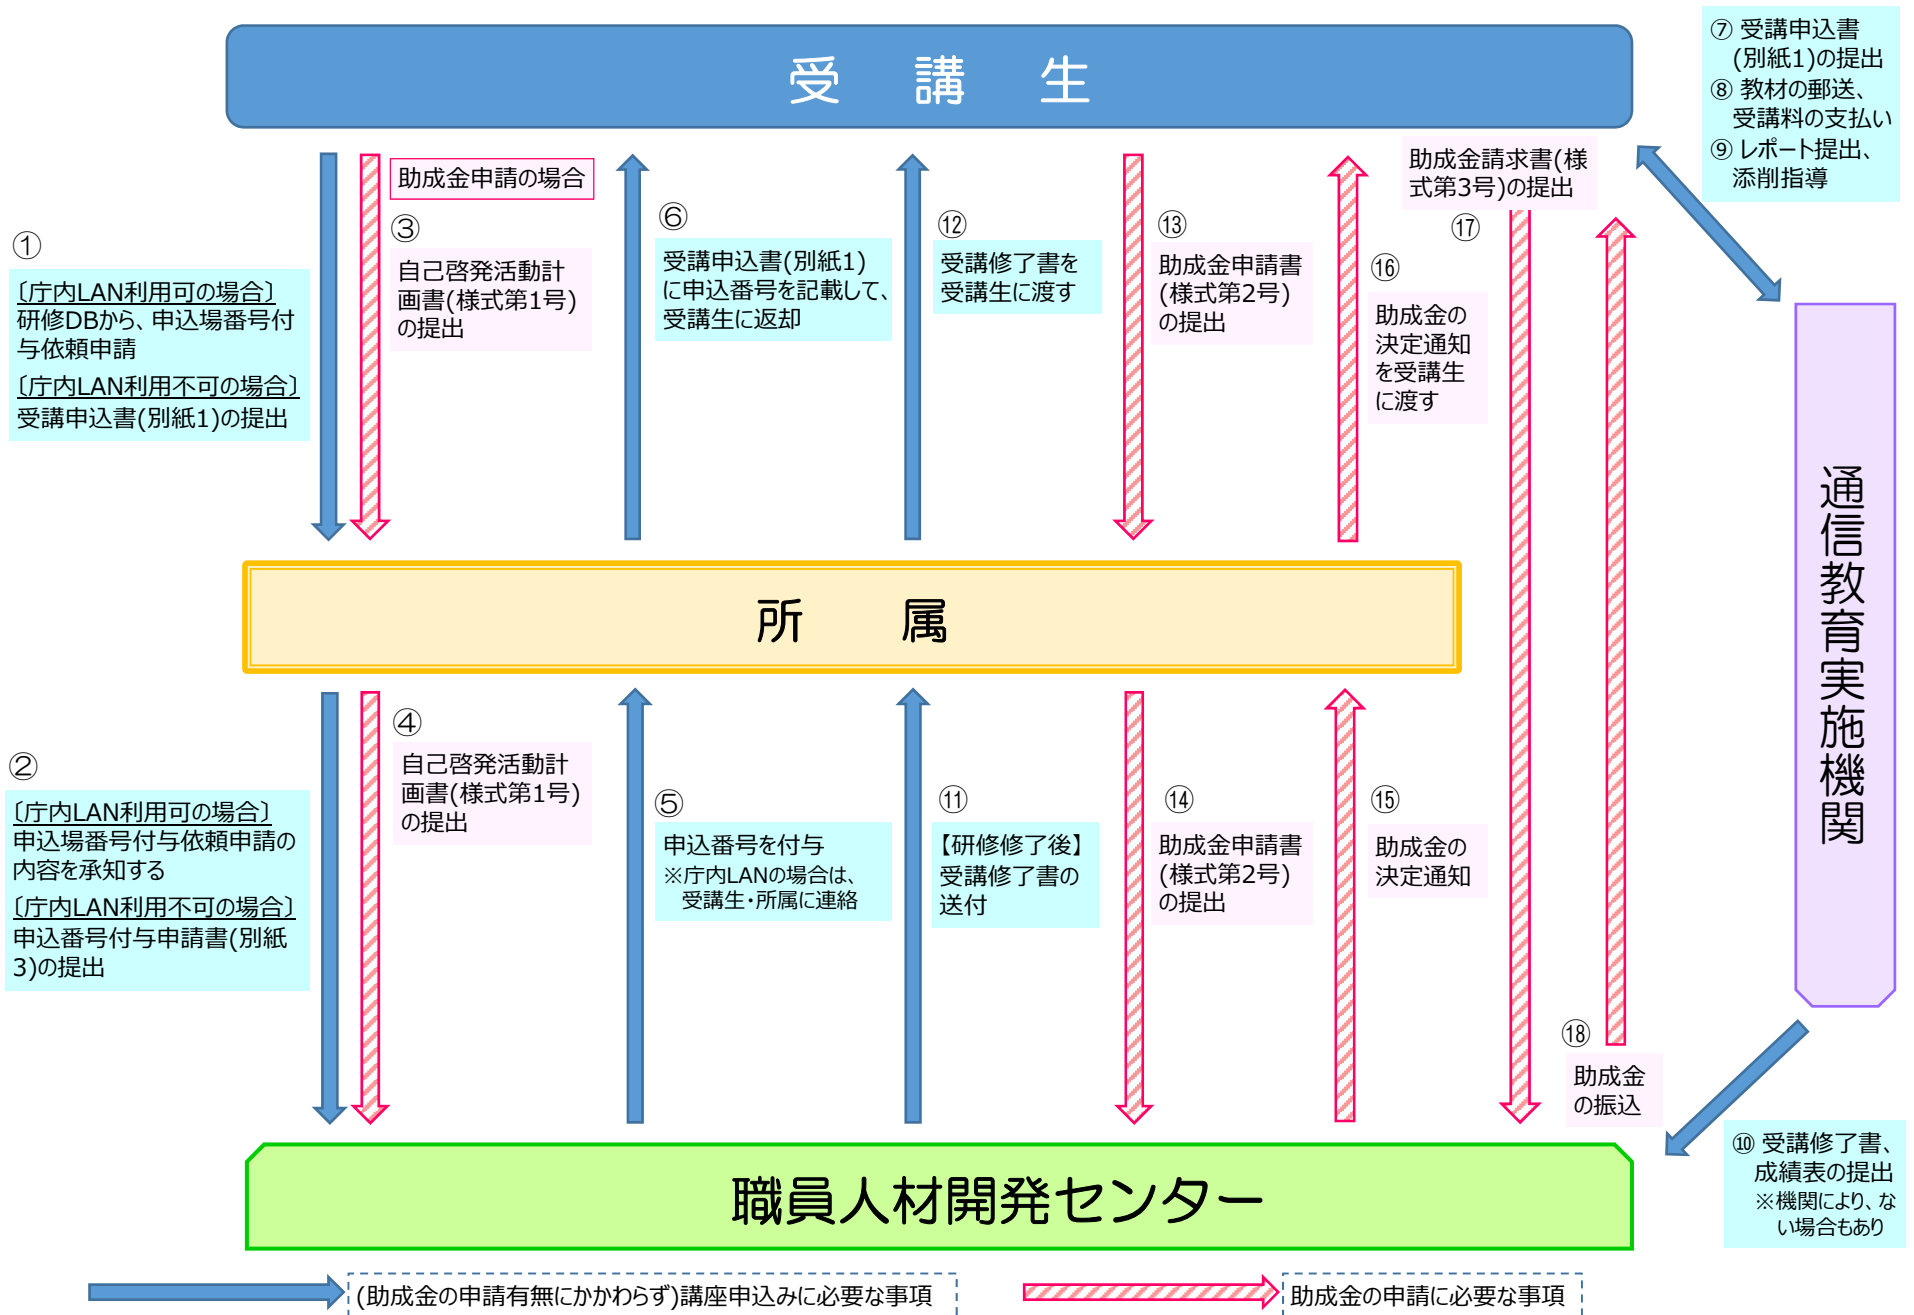 受講生
⑦ 受講申込書
(別紙1)の提出
⑧ 教材の郵送、
受講料の支払い
⑨ レポート提出、
添削指導
①
〔庁内LAN利用可の場合〕
研修DBから、申込場番号付
与依頼申請
〔庁内LAN利用不可の場合〕
受講申込書(別紙1)の提出
助成金申請の場合
③
自己啓発活動計
画書(様式第1号)
の提出
⑥
受講申込書(別紙1)
に申込番号を記載して、
受講生に返却
⑫
受講修了書を
受講生に渡す
⑬
助成金申請書
(様式第2号)
の提出
⑯
助成金の
決定通知
を受講生
に渡す
助成金請求書(様
式第3号)の提出
⑰
通信教育実施機関
所属
②
〔庁内LAN利用可の場合〕
申込場番号付与依頼申請の
内容を承知する
〔庁内LAN利用不可の場合〕
申込番号付与申請書(別紙
3)の提出
④
自己啓発活動計
画書(様式第1号)
の提出
⑤
申込番号を付与
※庁内LANの場合は、
受講生・所属に連絡
⑪
【研修修了後】
受講修了書の
送付
⑭
助成金申請書
(様式第2号)
の提出
⑮
助成金の
決定通知
⑱
助成金
の振込
⑩ 受講修了書、
成績表の提出
※機関により、な
い場合もあり
職員人材開発センター
(助成金の申請有無にかかわらず)講座申込みに必要な事項
助成金の申請に必要な事項